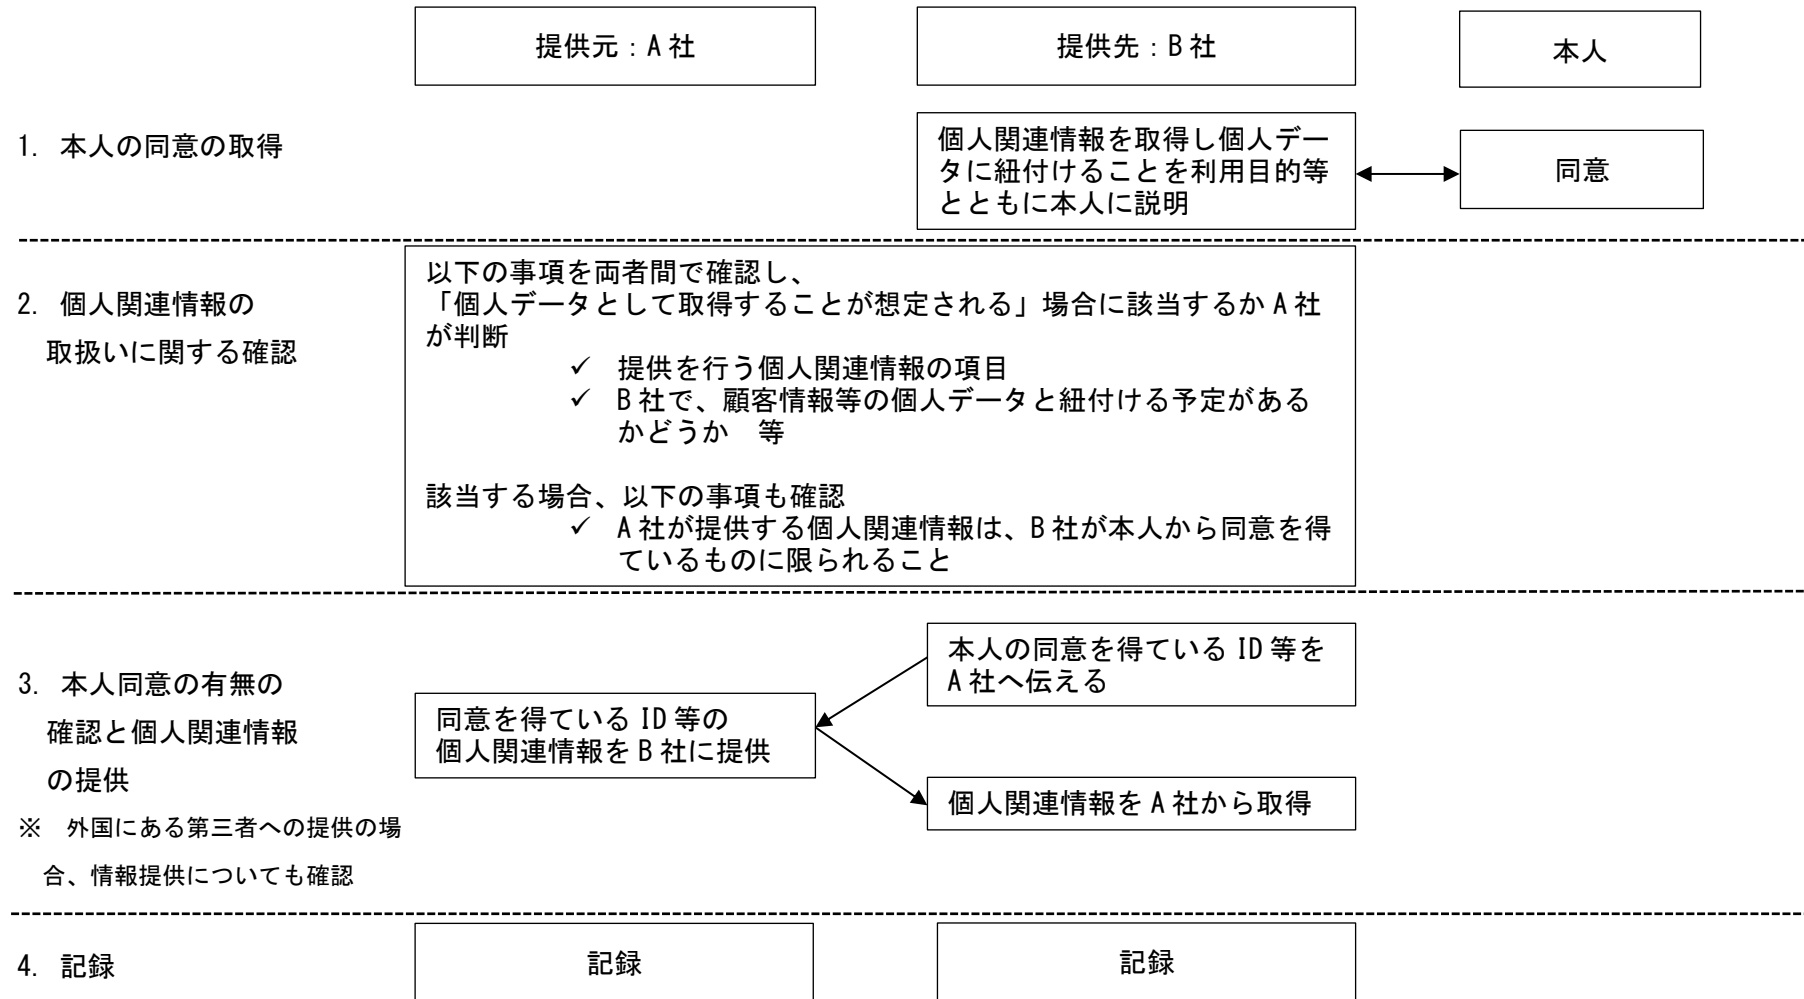 提供元：A社
提供先：B社
本人
1. 本人の同意の取得
個人関連情報を取得し個人デー
タに紐付けることを利用目的等
とともに本人に説明
同意
2. 個人関連情報の
取扱いに関する確認
以下の事項を両者間で確認し、
「個人データとして取得することが想定される」場合に該当するかA社
が判断
✓ 提供を行う個人関連情報の項目
✓ B社で、顧客情報等の個人データと紐付ける予定がある
かどうか　等
該当する場合、以下の事項も確認
✓ A社が提供する個人関連情報は、B社が本人から同意を得
ているものに限られること
3. 本人同意の有無の
確認と個人関連情報
の提供
※　外国にある第三者への提供の場
合、情報提供についても確認
同意を得ているID等の
個人関連情報をB社に提供
本人の同意を得ているID等を
A社へ伝える
個人関連情報をA社から取得
4. 記録
記録
記録